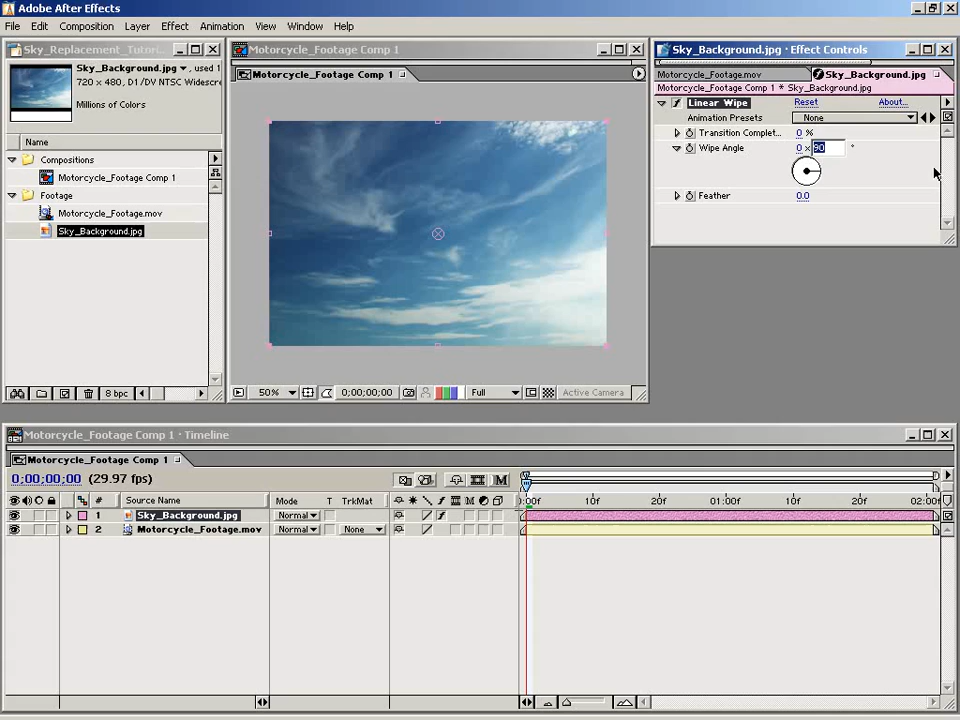 Adobe After Effects
File Edit Composition Layer Effect Animation View Window Help
Sky_Replacement_Tutori
Sky_Background.jpg , used 1
720 x 480, D1/DV NTSC Widescre
Millions of Colors
Name
Compositions
Motorcycle_Footage Comp 1
Footage
Motorcycle_Footage.mov
Sky_Background.jpg
8 bpc
Motorcycle_Footage Comp 1
Motorcycle_Footage Comp 1
50% 0;00;00;00 Full Active Camera
Sky_Background.jpg • Effect Controls
Motorcycle_Footage.mov Sky_Background.jpg
Motorcycle_Footage Comp 1 * Sky_Background.jpg
Linear Wipe Reset About...
Animation Presets None
Transition Complet... 0 %
Wipe Angle 0 x 90 °
Feather 0.0
Motorcycle_Footage Comp 1 • Timeline
Motorcycle_Footage Comp 1
0;00;00;00 (29.97 fps)
# Source Name Mode T TrkMat
:00f 10f 20f 01:00f 10f 20f 02:00f
1 Sky_Background.jpg Normal
2 Motorcycle_Footage.mov Normal None